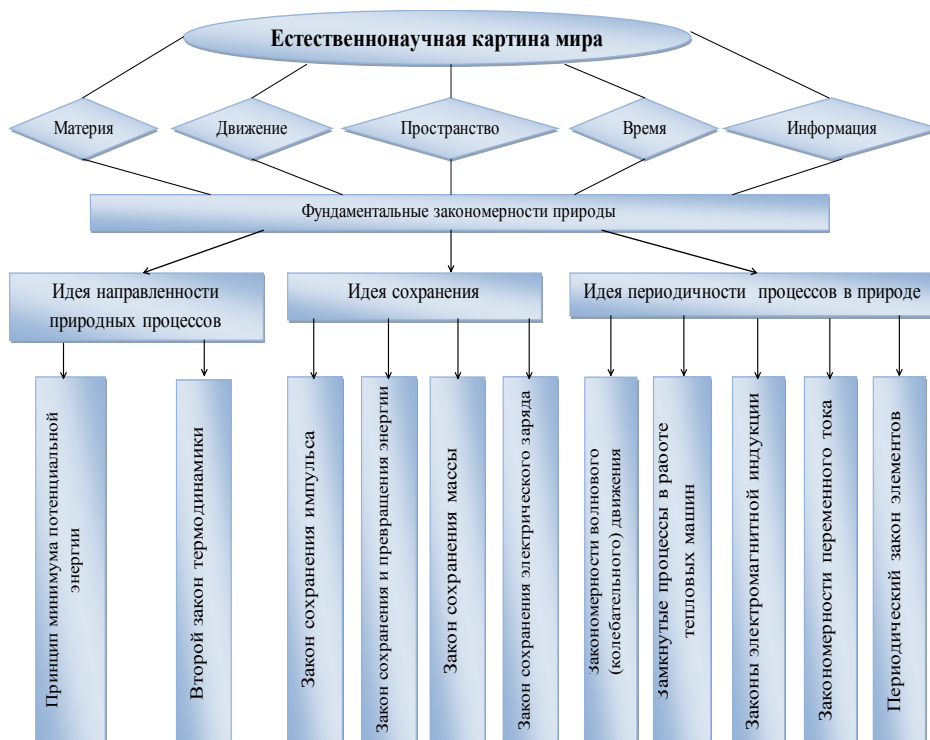 Естественнонаучная картина мира
Материя
Движение
Пространство
Время
Информация
Фундаментальные закономерности природы
Идея направленности
природных процессов
Идея сохранения
Идея периодичности процессов в природе
Принцип минимума потенциальной
энергии
Второй закон термодинамики
Закон сохранения импульса
Закон сохранения и превращения энергии
Закон сохранения массы
Закон сохранения электрического заряда
Закономерности волнового
(колебательного) движения
Замкнутые процессы в работе
тепловых машин
Законы электромагнитной индукции
Закономерности переменного тока
Периодический закон элементов